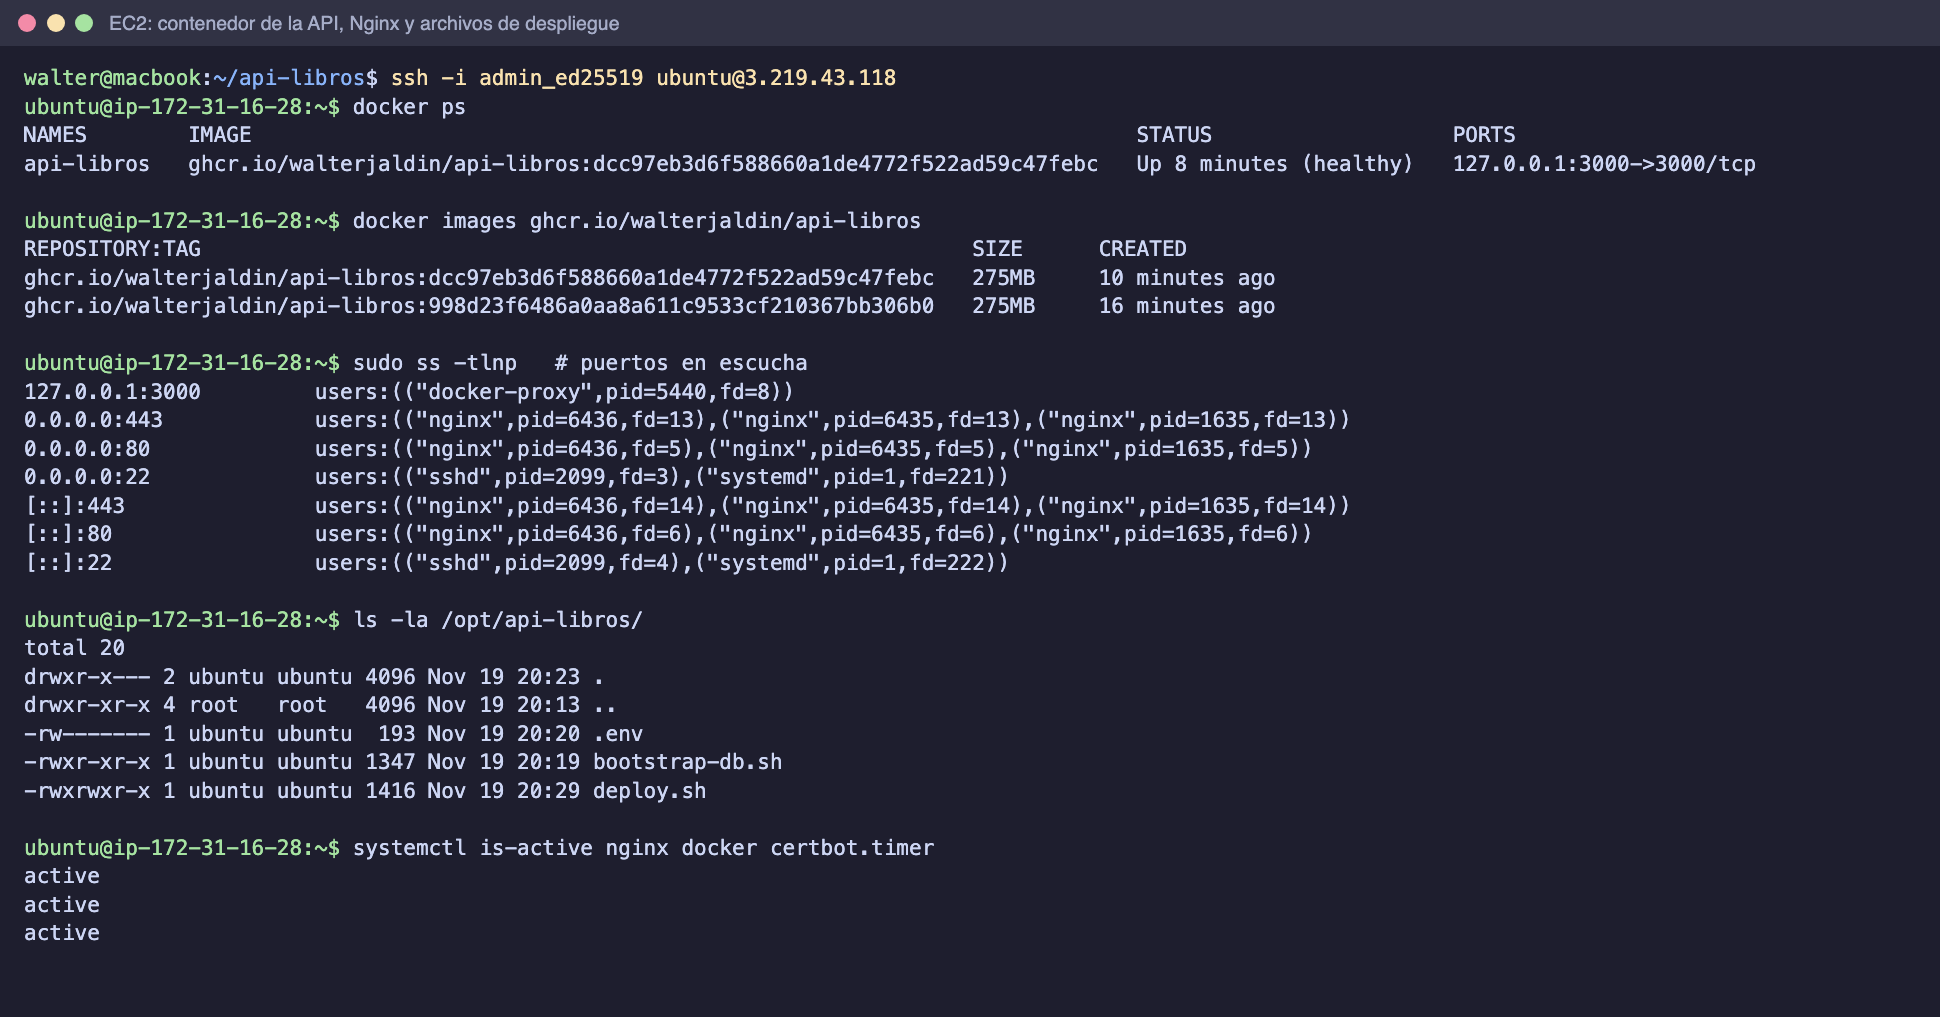 EC2: contenedor de la API, Nginx y archivos de despliegue
walter@macbook:~/api-libros$ ssh -i admin_ed25519 ubuntu@3.219.43.118
ubuntu@ip-172-31-16-28:~$ docker ps
NAMES        IMAGE                                                                      STATUS                   PORTS
api-libros   ghcr.io/walterjaldin/api-libros:dcc97eb3d6f588660a1de4772f522ad59c47febc   Up 8 minutes (healthy)   127.0.0.1:3000->3000/tcp
ubuntu@ip-172-31-16-28:~$ docker images ghcr.io/walterjaldin/api-libros
REPOSITORY:TAG                                                             SIZE      CREATED
ghcr.io/walterjaldin/api-libros:dcc97eb3d6f588660a1de4772f522ad59c47febc   275MB     10 minutes ago
ghcr.io/walterjaldin/api-libros:998d23f6486a0aa8a611c9533cf210367bb306b0   275MB     16 minutes ago
ubuntu@ip-172-31-16-28:~$ sudo ss -tlnp   # puertos en escucha
127.0.0.1:3000         users:(("docker-proxy",pid=5440,fd=8))
0.0.0.0:443            users:(("nginx",pid=6436,fd=13),("nginx",pid=6435,fd=13),("nginx",pid=1635,fd=13))
0.0.0.0:80             users:(("nginx",pid=6436,fd=5),("nginx",pid=6435,fd=5),("nginx",pid=1635,fd=5))
0.0.0.0:22             users:(("sshd",pid=2099,fd=3),("systemd",pid=1,fd=221))
[::]:443               users:(("nginx",pid=6436,fd=14),("nginx",pid=6435,fd=14),("nginx",pid=1635,fd=14))
[::]:80                users:(("nginx",pid=6436,fd=6),("nginx",pid=6435,fd=6),("nginx",pid=1635,fd=6))
[::]:22                users:(("sshd",pid=2099,fd=4),("systemd",pid=1,fd=222))
ubuntu@ip-172-31-16-28:~$ ls -la /opt/api-libros/
total 20
drwxr-x--- 2 ubuntu ubuntu 4096 Nov 19 20:23 .
drwxr-xr-x 4 root   root   4096 Nov 19 20:13 ..
-rw------- 1 ubuntu ubuntu  193 Nov 19 20:20 .env
-rwxr-xr-x 1 ubuntu ubuntu 1347 Nov 19 20:19 bootstrap-db.sh
-rwxrwxr-x 1 ubuntu ubuntu 1416 Nov 19 20:29 deploy.sh
ubuntu@ip-172-31-16-28:~$ systemctl is-active nginx docker certbot.timer
active
active
active